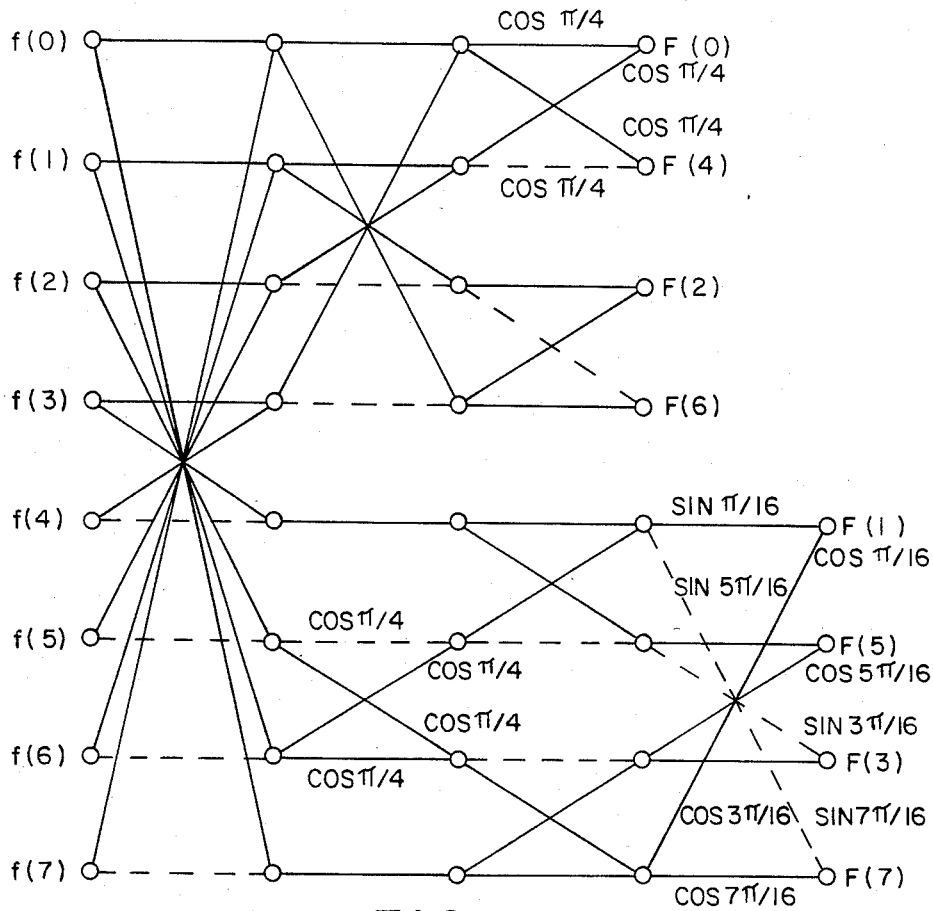 COS π/4
f(0) F(0)
COS π/4
COS π/4
f(1) F(4)
COS π/4
f(2) F(2)
f(3) F(6)
SIN π/16
f(4) F(1)
COS π/16
SIN 5π/16
COS π/4
f(5) F(5)
COS π/4
COS 5π/16
COS π/4
SIN 3π/16
f(6) F(3)
COS π/4
COS 3π/16 SIN 7π/16
f(7) F(7)
COS 7π/16